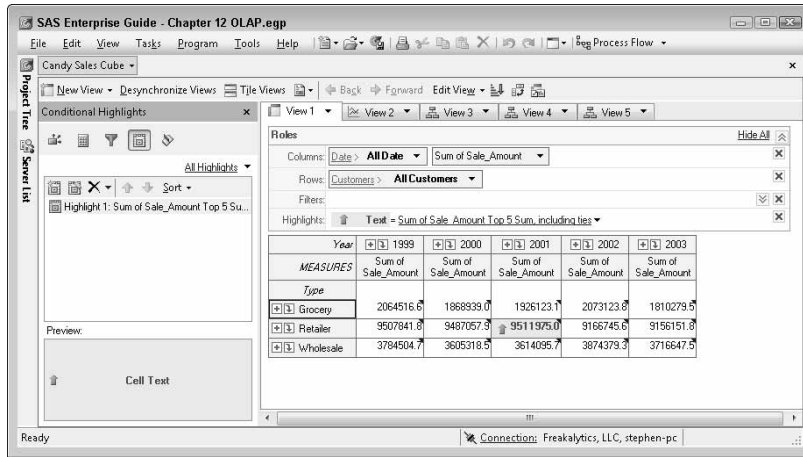 SAS Enterprise Guide - Chapter 12 OLAP.egp
File Edit View Tasks Program Tools Help Process Flow
Candy Sales Cube
New View Desynchronize Views Tile Views Back Forward Edit View
Project Tree
Server List
Conditional Highlights
All Highlights
Sort
Highlight 1: Sum of Sale_Amount Top 5 Su...
Preview:
Cell Text
View 1 View 2 View 3 View 4 View 5
Roles Hide All
Columns: Date > All Date Sum of Sale_Amount
Rows: Customers > All Customers
Filters:
Highlights: Text = Sum of Sale_Amount Top 5 Sum, including ties
Year 1999 2000 2001 2002 2003
MEASURES Sum of Sale_Amount Sum of Sale_Amount Sum of Sale_Amount Sum of Sale_Amount Sum of Sale_Amount
Type
Grocery 2064516.6 1868939.0 1926123.1 2073123.8 1810279.5
Retailer 9507841.8 9487057.9 9511975.0 9166745.6 9156151.8
Wholesale 3784504.7 3605318.5 3614095.7 3874379.3 3716647.5
Ready
Connection: Freakalytics, LLC, stephen-pc